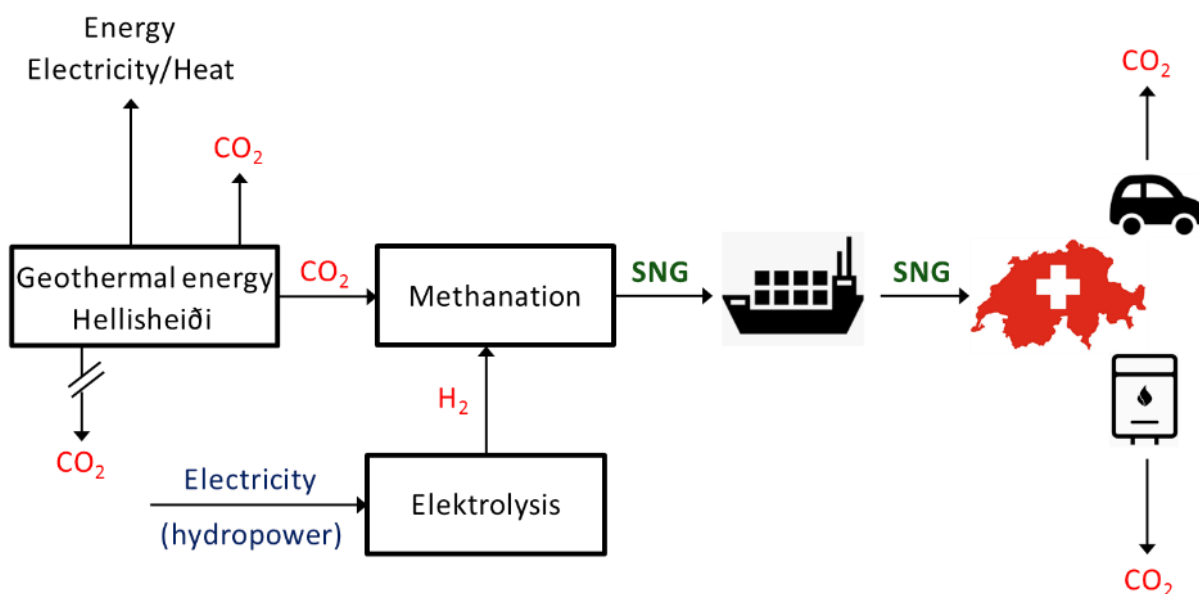 Energy
Electricity/Heat
CO₂
CO₂
Geothermal energy
Hellisheiði
CO₂
Methanation
SNG
SNG
H₂
CO₂
Electricity
(hydropower)
Elektrolysis
CO₂